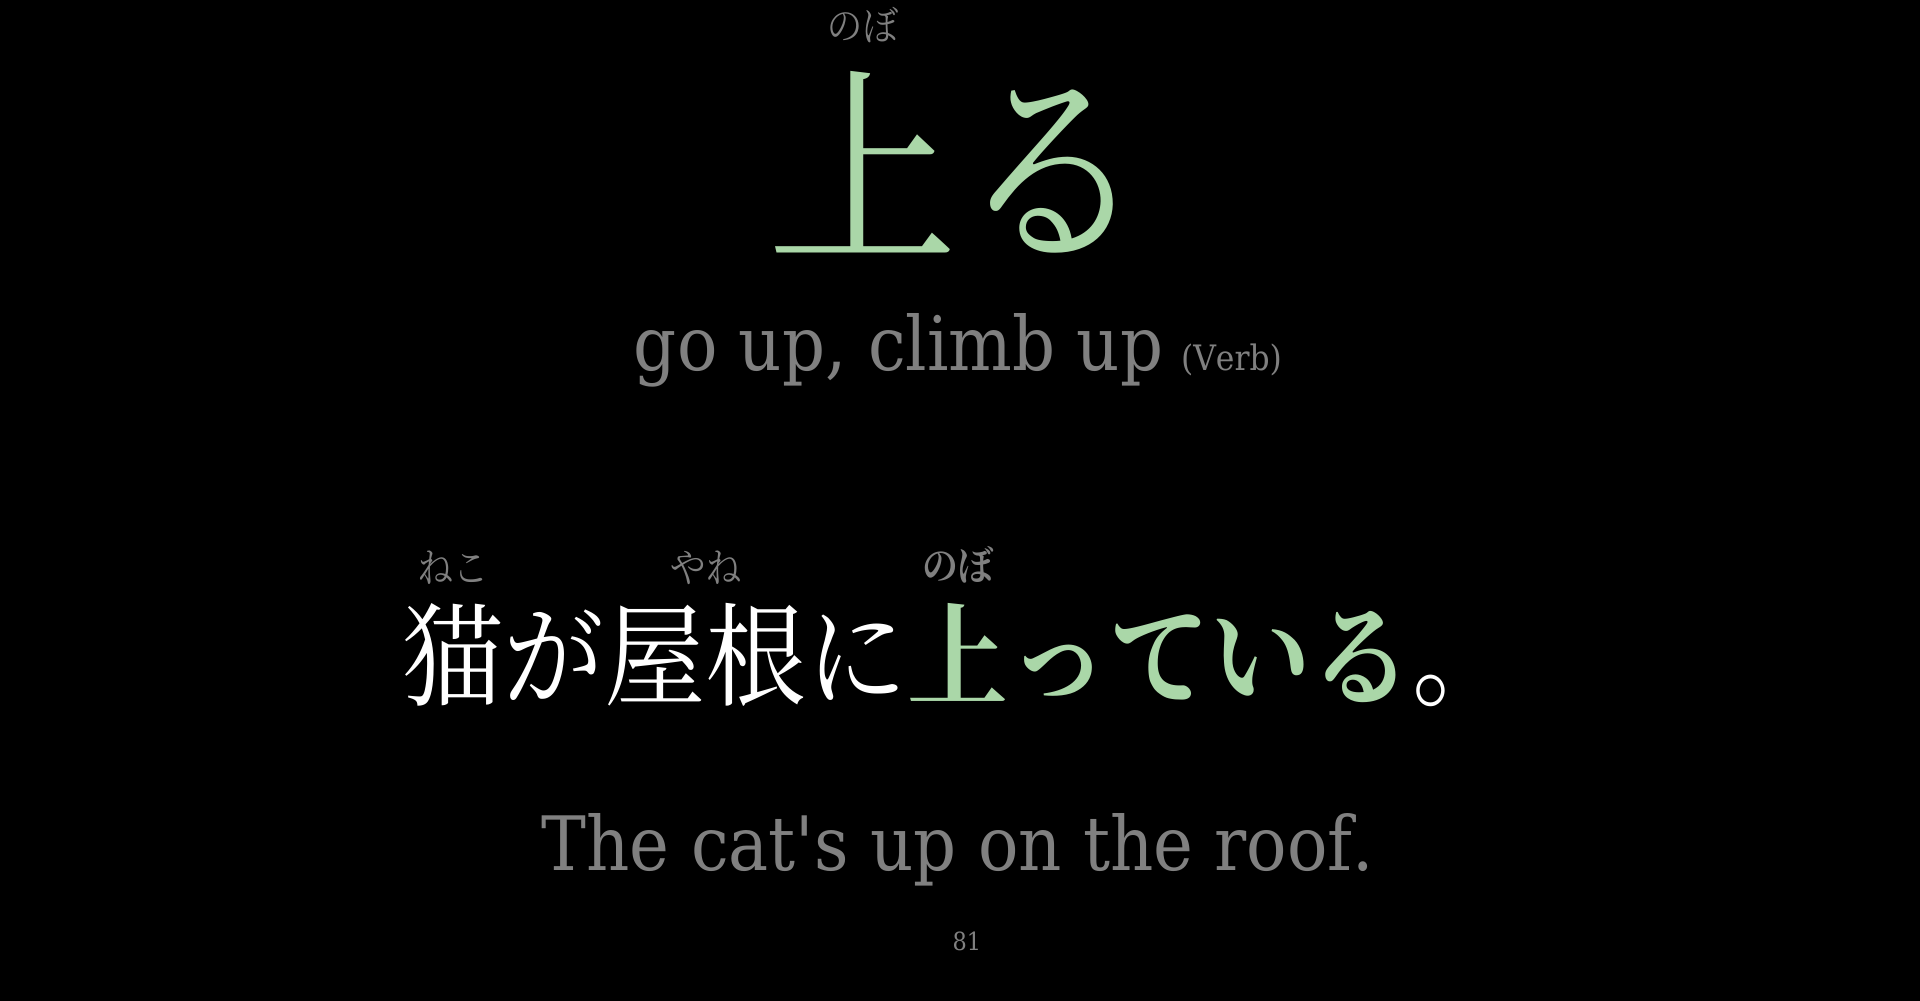 のぼ
上る
go up, climb up (Verb)
ねこ やね のぼ
猫が屋根に上っている。
The cat's up on the roof.
81